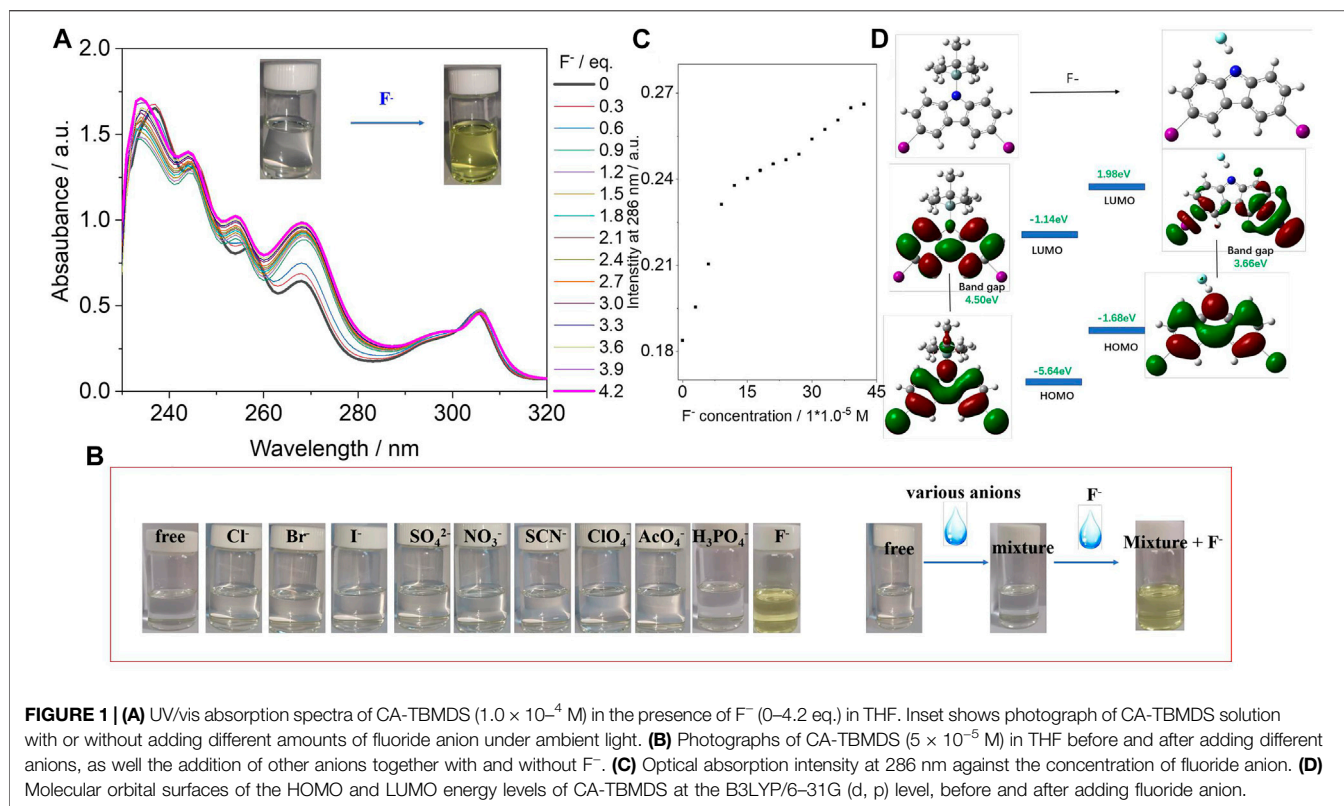 A
2.0
1.5
1.0
0.5
0.0
Absaubance / a.u.
240
260
280
300
320
Wavelength / nm
F⁻
F⁻ / eq.
0
0.3
0.6
0.9
1.2
1.5
1.8
2.1
2.4
2.7
3.0
3.3
3.6
3.9
4.2
C
Intenstity at 286 nm / a.u.
0.27
0.24
0.21
0.18
0
15
30
45
F⁻ concentration / 1*1.0⁻⁵ M
D
F-
1.98eV
LUMO
-1.14eV
LUMO
Band gap
3.66eV
Band gap
4.50eV
-1.68eV
HOMO
-5.64eV
HOMO
B
free
Cl⁻
Br⁻
I⁻
SO₄²⁻
NO₃⁻
SCN⁻
ClO₄⁻
AcO₄⁻
H₃PO₄⁻
F⁻
free
various anions
mixture
F⁻
Mixture + F⁻
FIGURE 1 | (A) UV/vis absorption spectra of CA-TBMDS (1.0 × 10–⁴ M) in the presence of F⁻ (0–4.2 eq.) in THF. Inset shows photograph of CA-TBMDS solution
with or without adding different amounts of fluoride anion under ambient light. (B) Photographs of CA-TBMDS (5 × 10⁻⁵ M) in THF before and after adding different
anions, as well the addition of other anions together with and without F⁻. (C) Optical absorption intensity at 286 nm against the concentration of fluoride anion. (D)
Molecular orbital surfaces of the HOMO and LUMO energy levels of CA-TBMDS at the B3LYP/6–31G (d, p) level, before and after adding fluoride anion.